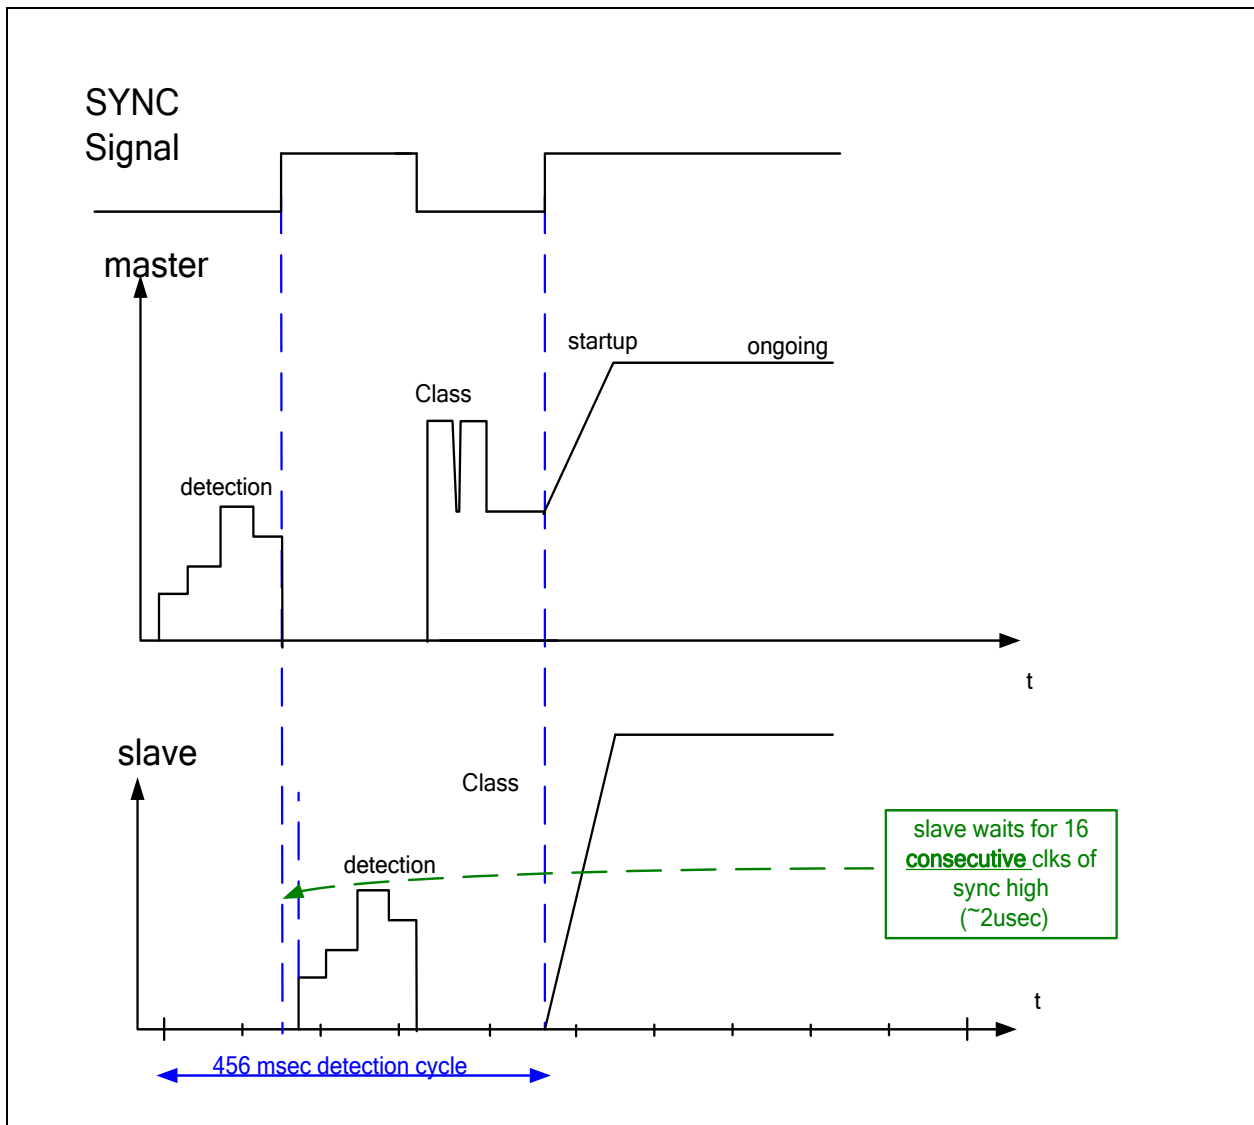 SYNC
Signal
master
startup
ongoing
Class
detection
t
slave
Class
slave waits for 16
consecutive clks of
sync high
(~2usec)
detection
t
456 msec detection cycle